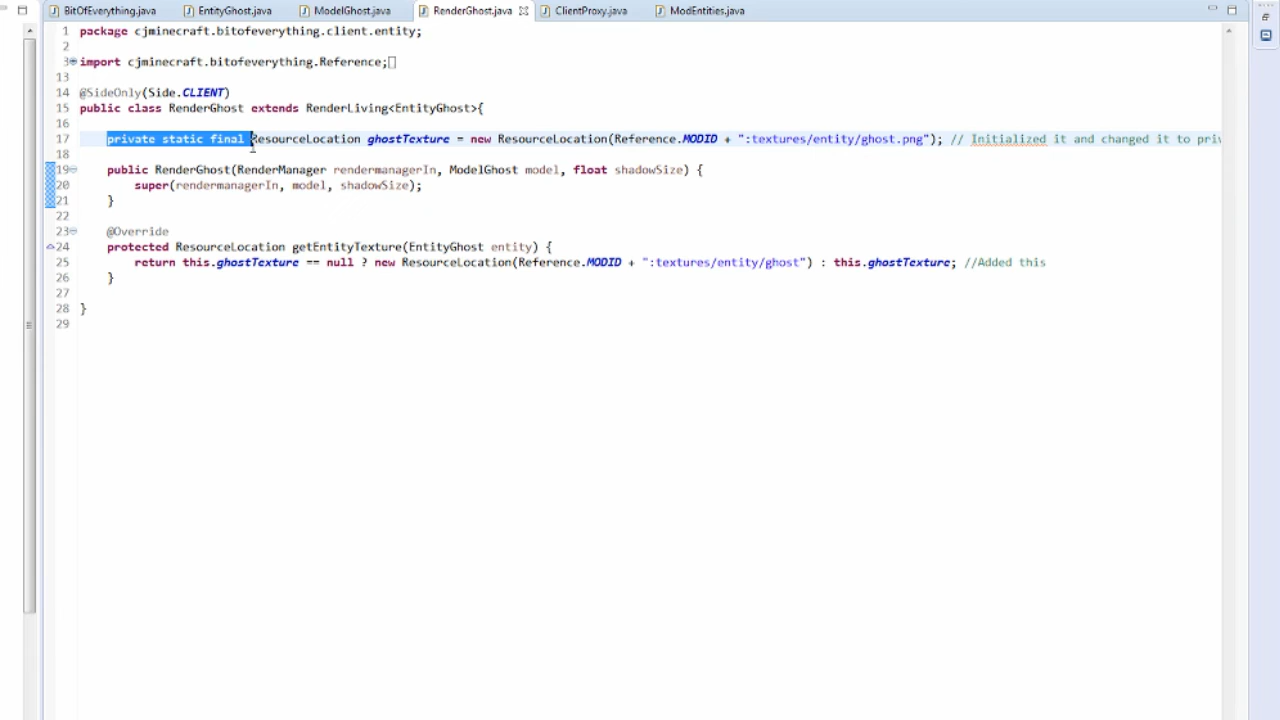 BitOfEverything.java EntityGhost.java ModelGhost.java RenderGhost.java ClientProxy.java ModEntities.java
1 package cjminecraft.bitofeverything.client.entity;
2
3 import cjminecraft.bitofeverything.Reference;
13
14 @SideOnly(Side.CLIENT)
15 public class RenderGhost extends RenderLiving<EntityGhost>{
16
17 private static final ResourceLocation ghostTexture = new ResourceLocation(Reference.MODID + ":textures/entity/ghost.png"); // Initialized it and changed it to priv
18
19 public RenderGhost(RenderManager rendermanagerIn, ModelGhost model, float shadowSize) {
20 super(rendermanagerIn, model, shadowSize);
21 }
22
23 @Override
24 protected ResourceLocation getEntityTexture(EntityGhost entity) {
25 return this.ghostTexture == null ? new ResourceLocation(Reference.MODID + ":textures/entity/ghost") : this.ghostTexture; //Added this
26 }
27
28 }
29